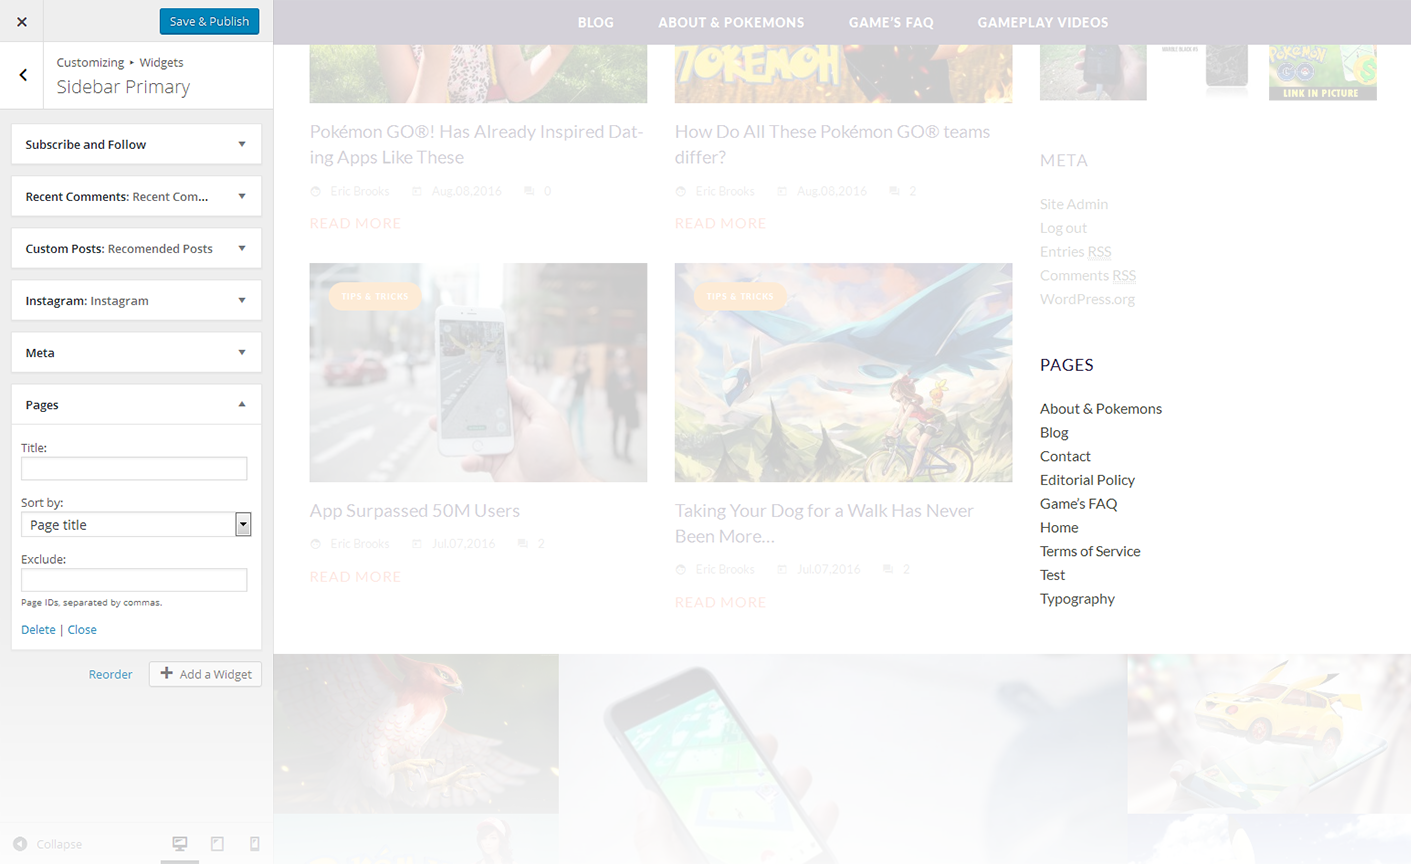 Save & Publish
Customizing ▸ Widgets
Sidebar Primary
Subscribe and Follow
Recent Comments: Recent Com...
Custom Posts: Recomended Posts
Instagram: Instagram
Meta
Pages
Title:
Sort by:
Page title
Exclude:
Page IDs, separated by commas.
Delete | Close
Reorder
Add a Widget
Collapse
BLOG
ABOUT & POKEMONS
GAME'S FAQ
GAMEPLAY VIDEOS
Pokémon GO®! Has Already Inspired Dat-
ing Apps Like These
Eric Brooks Aug,08,2016 0
READ MORE
POKEMON
How Do All These Pokémon GO® teams
differ?
Eric Brooks Aug,08,2016 2
READ MORE
TIPS & TRICKS
App Surpassed 50M Users
Eric Brooks Jul,07,2016 2
READ MORE
TIPS & TRICKS
Taking Your Dog for a Walk Has Never
Been More...
Eric Brooks Jul,07,2016 2
READ MORE
POKEMON
GO
LINK IN PICTURE
META
Site Admin
Log out
Entries RSS
Comments RSS
WordPress.org
PAGES
About & Pokemons
Blog
Contact
Editorial Policy
Game's FAQ
Home
Terms of Service
Test
Typography